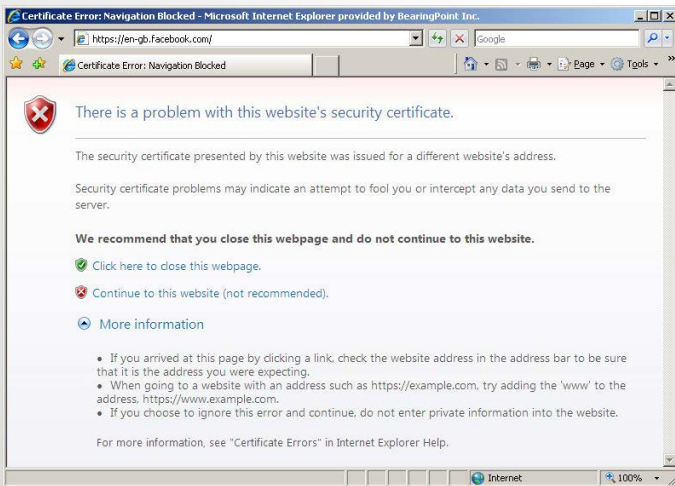 Certificate Error: Navigation Blocked - Microsoft Internet Explorer provided by BearingPoint Inc.
https://en-gb.facebook.com/
Google
Certificate Error: Navigation Blocked
Page
Tools
There is a problem with this website's security certificate.
The security certificate presented by this website was issued for a different website's address.
Security certificate problems may indicate an attempt to fool you or intercept any data you send to the
server.
We recommend that you close this webpage and do not continue to this website.
Click here to close this webpage.
Continue to this website (not recommended).
More information
• If you arrived at this page by clicking a link, check the website address in the address bar to be sure
that it is the address you were expecting.
• When going to a website with an address such as https://example.com, try adding the 'www' to the
address, https://www.example.com.
• If you choose to ignore this error and continue, do not enter private information into the website.
For more information, see "Certificate Errors" in Internet Explorer Help.
Internet
100%